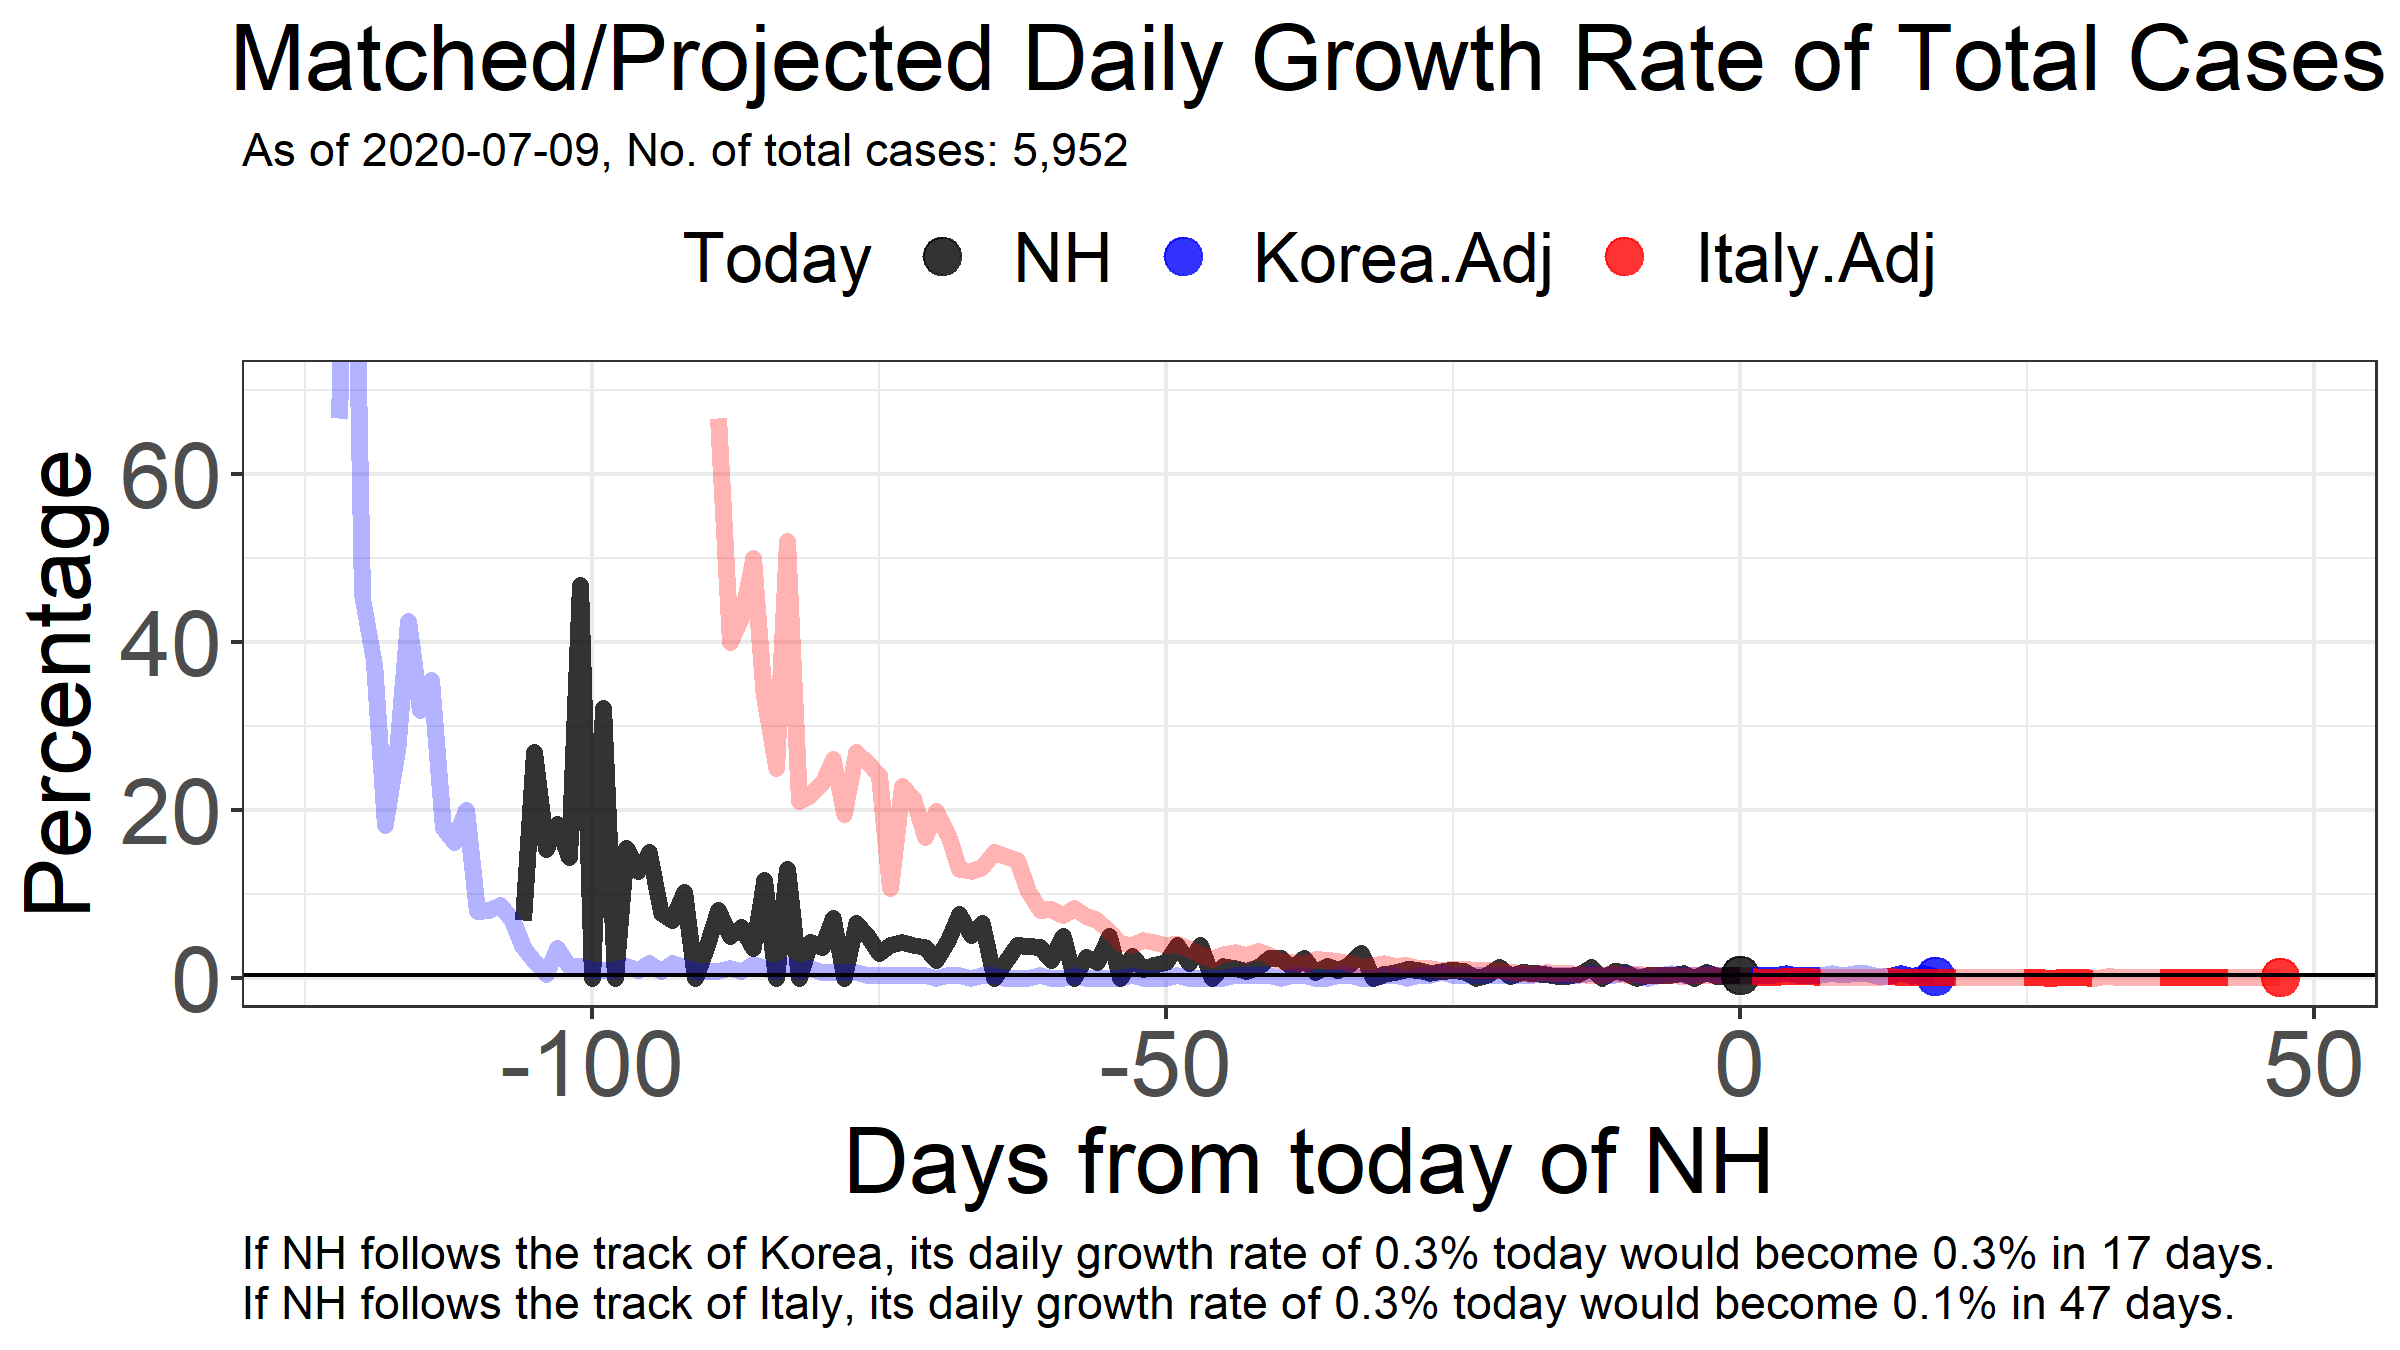 Matched/Projected Daily Growth Rate of Total Cases
As of 2020-07-09, No. of total cases: 5,952
Today NH Korea.Adj Italy.Adj
Percentage
60
40
20
0
-100 -50 0 50
Days from today of NH
If NH follows the track of Korea, its daily growth rate of 0.3% today would become 0.3% in 17 days.
If NH follows the track of Italy, its daily growth rate of 0.3% today would become 0.1% in 47 days.